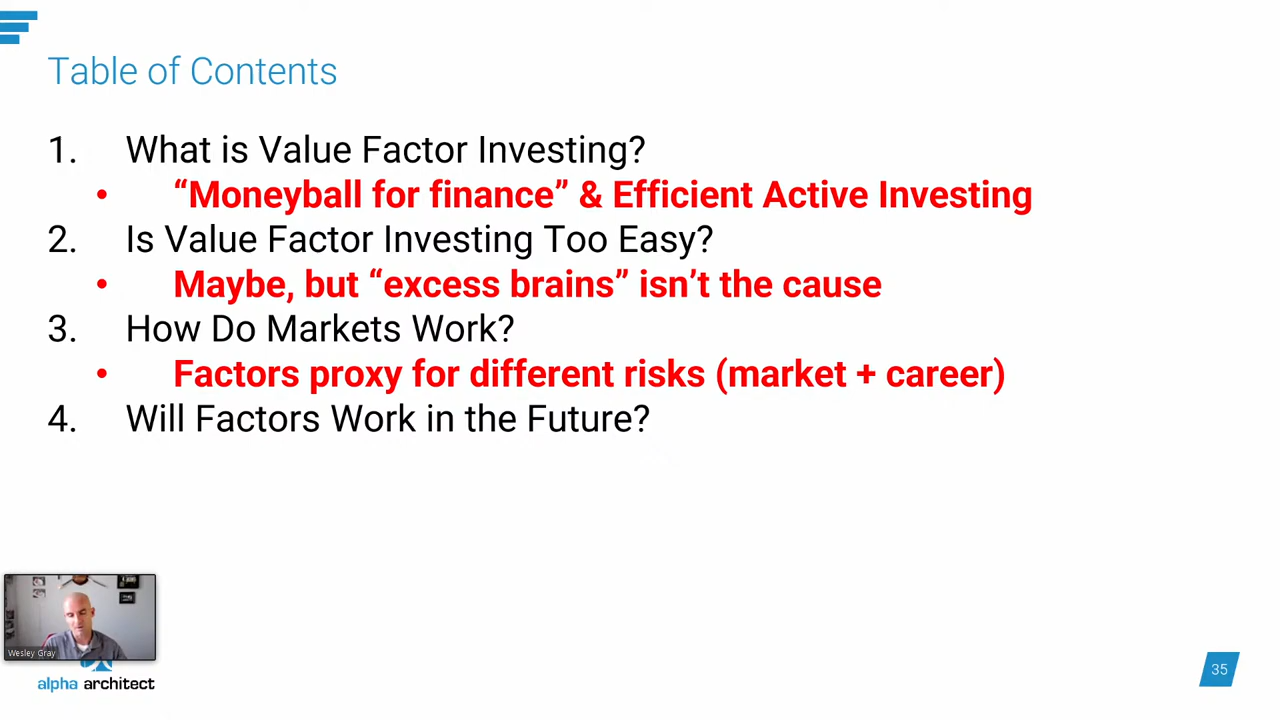 Table of Contents
1. What is Value Factor Investing?
• “Moneyball for finance” & Efficient Active Investing
2. Is Value Factor Investing Too Easy?
• Maybe, but “excess brains” isn’t the cause
3. How Do Markets Work?
• Factors proxy for different risks (market + career)
4. Will Factors Work in the Future?
Wesley Gray
alpha architect
35